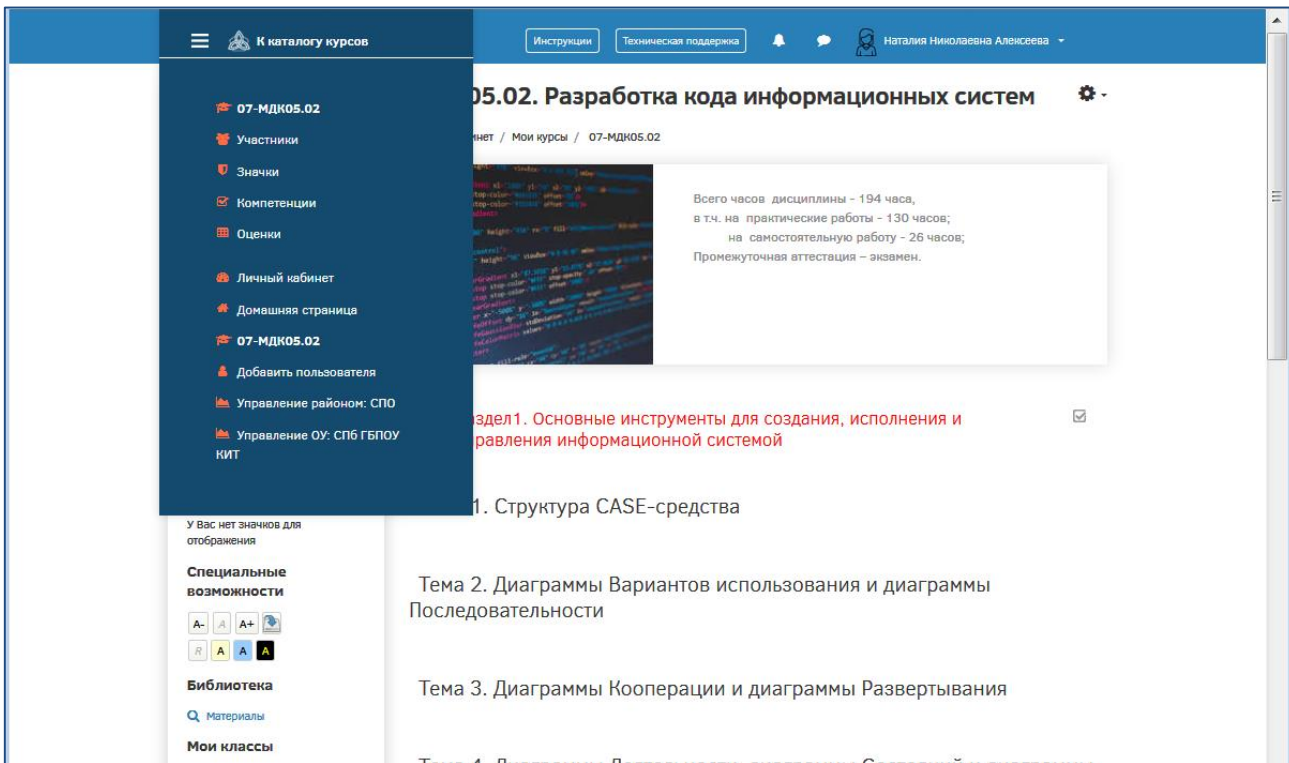 К каталогу курсов
Инструкции
Техническая поддержка
Наталия Николаевна Алексеева
07-МДК05.02
Участники
Значки
Компетенции
Оценки
Личный кабинет
Домашняя страница
07-МДК05.02
Добавить пользователя
Управление районом: СПО
Управление ОУ: СПб ГБПОУ
КИТ
05.02. Разработка кода информационных систем
инет / Мои курсы / 07-МДК05.02
Всего часов дисциплины - 194 часа,
в т.ч. на практические работы - 130 часов;
на самостоятельную работу - 26 часов;
Промежуточная аттестация – экзамен.
здел1. Основные инструменты для создания, исполнения и
равления информационной системой
1. Структура CASE-средства
Тема 2. Диаграммы Вариантов использования и диаграммы
Последовательности
Тема 3. Диаграммы Кооперации и диаграммы Развертывания
У Вас нет значков для
отображения
Специальные
возможности
A- A A+
R A A A
Библиотека
Материалы
Мои классы